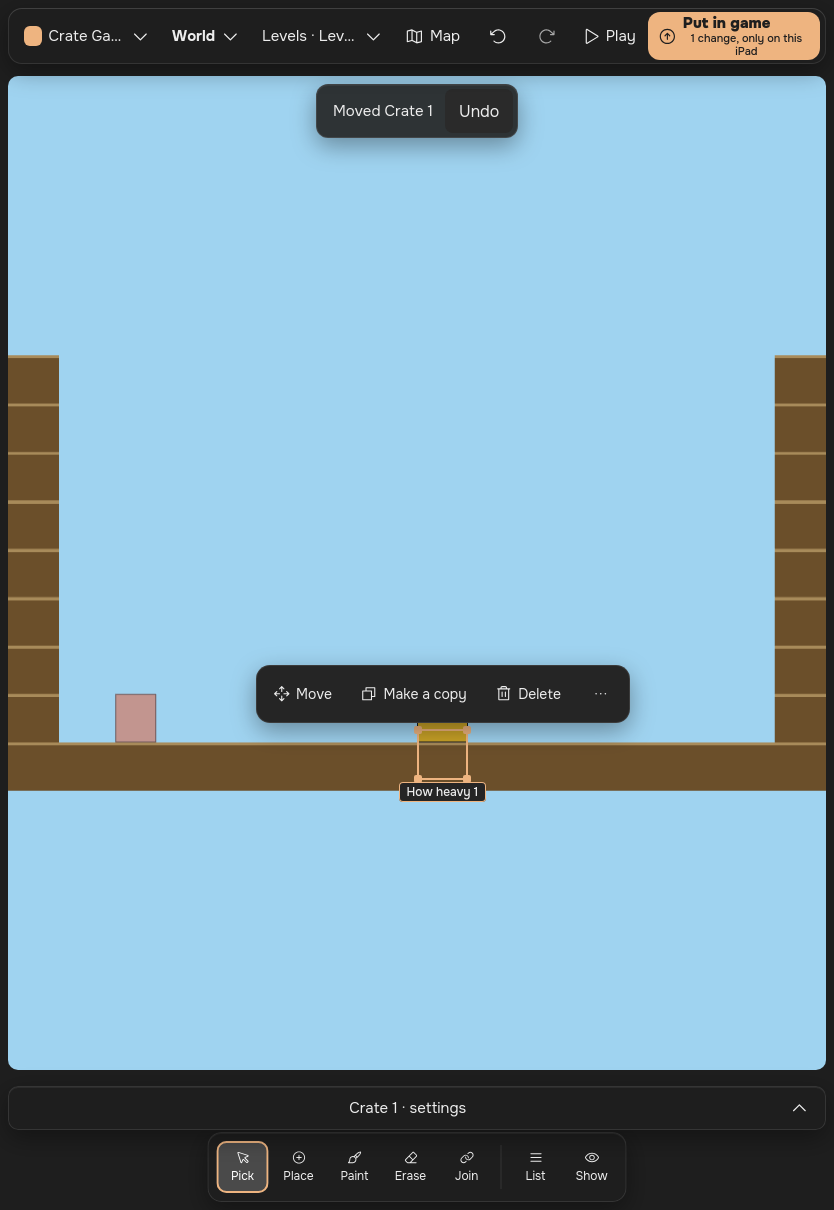 Crate Ga...
World
Levels · Lev...
Map
Play
Put in game
1 change, only on this
iPad
Moved Crate 1
Undo
Move
Make a copy
Delete
...
How heavy 1
Crate 1 · settings
Pick
Place
Paint
Erase
Join
List
Show